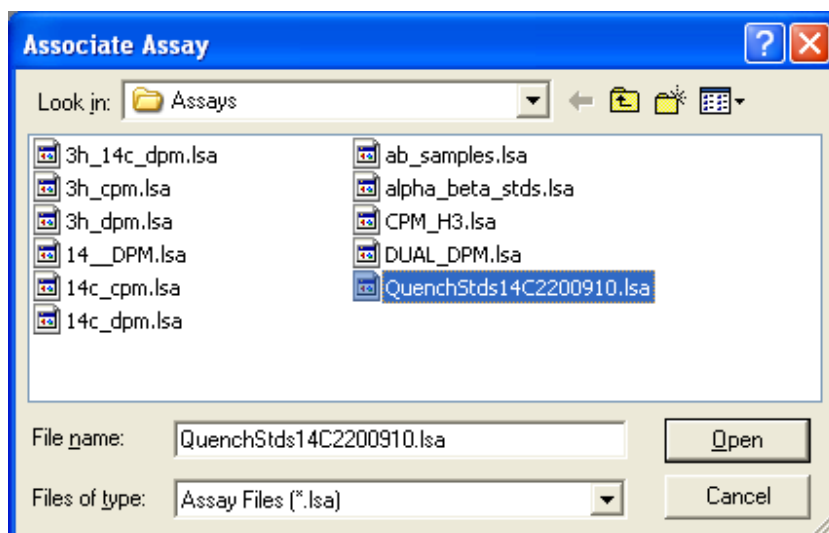 Associate Assay
Look in: Assays
3h_14c_dpm.lsa
3h_cpm.lsa
3h_dpm.lsa
14__DPM.lsa
14c_cpm.lsa
14c_dpm.lsa
ab_samples.lsa
alpha_beta_stds.lsa
CPM_H3.lsa
DUAL_DPM.lsa
QuenchStds14C2200910.lsa
File name: QuenchStds14C2200910.lsa Open
Files of type: Assay Files (*.lsa) Cancel